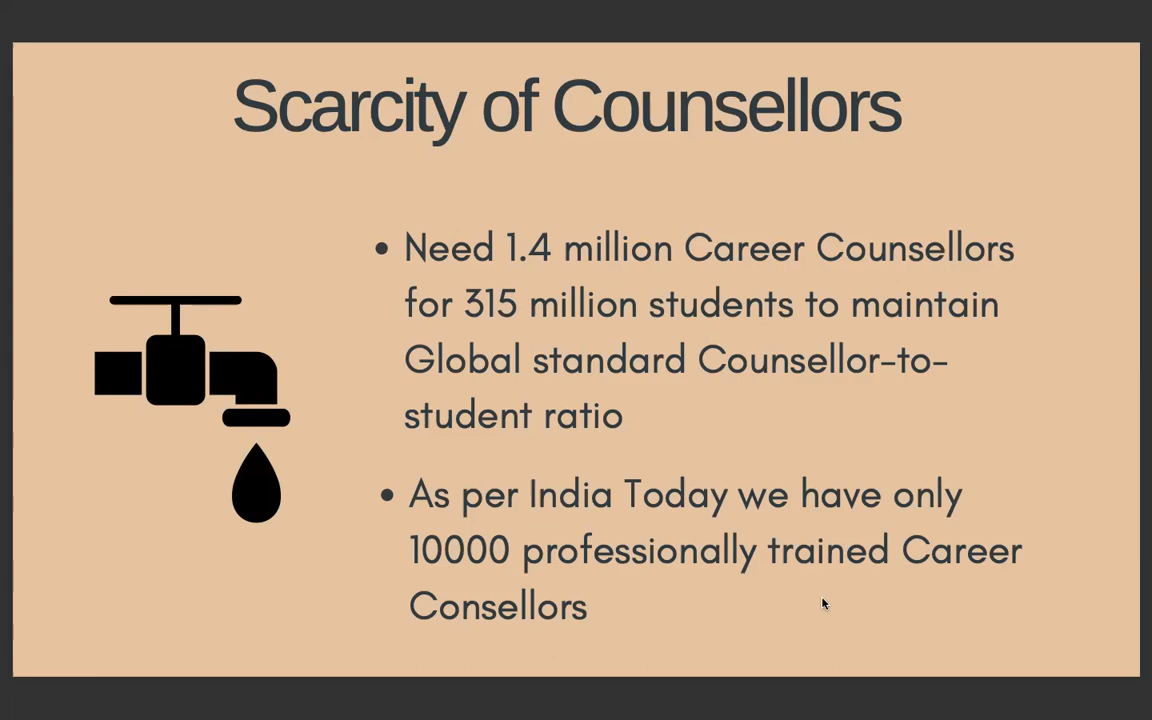 Scarcity of Counsellors
• Need 1.4 million Career Counsellors
for 315 million students to maintain
Global standard Counsellor-to-
student ratio
• As per India Today we have only
10000 professionally trained Career
Consellors